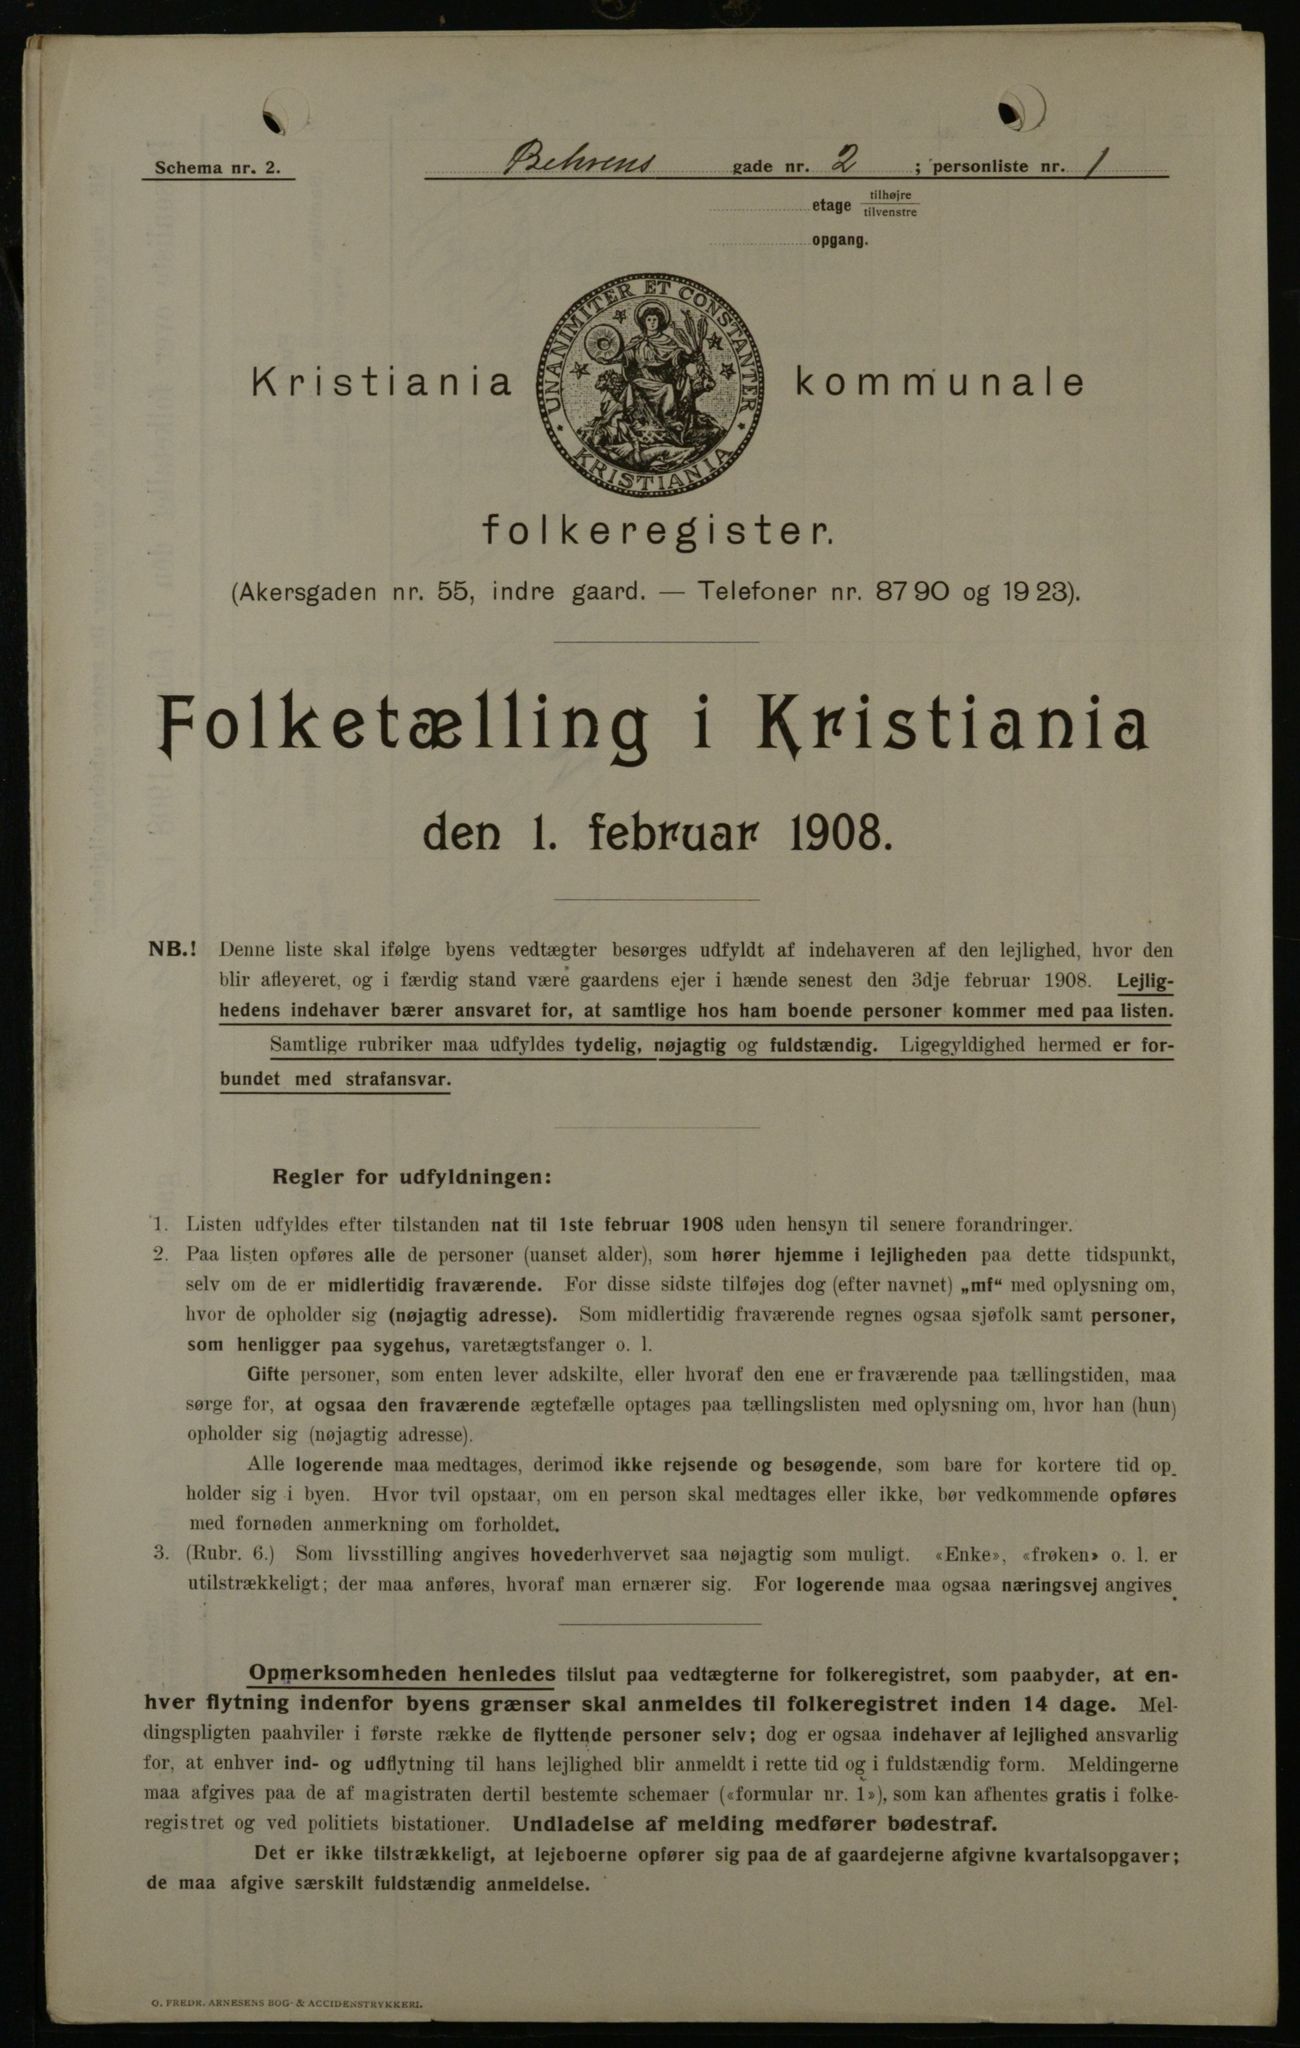 Schema nr. 2.
Behrens gade nr. 2 ; personliste nr. 1
etage tilhøjre
tilvenstre
opgang.
UNANIMITER ET CONSTANTER
KRISTIANIA
Kristiania kommunale
folkeregister.
(Akersgaden nr. 55, indre gaard. — Telefoner nr. 87 90 og 19 23).
Folketælling i Kristiania
den 1. februar 1908.
NB.! Denne liste skal ifølge byens vedtægter besørges udfyldt af indehaveren af den lejlighed, hvor den
blir afleveret, og i færdig stand være gaardens ejer i hænde senest den 3dje februar 1908. Lejlig-
hedens indehaver bærer ansvaret for, at samtlige hos ham boende personer kommer med paa listen.
Samtlige rubriker maa udfyldes tydelig, nøjagtig og fuldstændig. Ligegyldighed hermed er for-
bundet med strafansvar.
Regler for udfyldningen:
1. Listen udfyldes efter tilstanden nat til 1ste februar 1908 uden hensyn til senere forandringer.
2. Paa listen opføres alle de personer (uanset alder), som hører hjemme i lejligheden paa dette tidspunkt,
selv om de er midlertidig fraværende. For disse sidste tilføjes dog (efter navnet) „mf“ med oplysning om,
hvor de opholder sig (nøjagtig adresse). Som midlertidig fraværende regnes ogsaa sjøfolk samt personer,
som henligger paa sygehus, varetægtsfanger o. l.
Gifte personer, som enten lever adskilte, eller hvoraf den ene er fraværende paa tællingstiden, maa
sørge for, at ogsaa den fraværende ægtefælle optages paa tællingslisten med oplysning om, hvor han (hun)
opholder sig (nøjagtig adresse).
Alle logerende maa medtages, derimod ikke rejsende og besøgende, som bare for kortere tid op-
holder sig i byen. Hvor tvil opstaar, om en person skal medtages eller ikke, bør vedkommende opføres
med fornøden anmerkning om forholdet.
3. (Rubr. 6.) Som livsstilling angives hovederhvervet saa nøjagtig som muligt. «Enke», «frøken» o. l. er
utilstrækkeligt; der maa anføres, hvoraf man ernærer sig. For logerende maa ogsaa næringsvej angives.
Opmerksomheden henledes tilslut paa vedtægterne for folkeregistret, som paabyder, at en-
hver flytning indenfor byens grænser skal anmeldes til folkeregistret inden 14 dage. Mel-
dingspligten paahviler i første række de flyttende personer selv; dog er ogsaa indehaver af lejlighed ansvarlig
for, at enhver ind- og udflytning til hans lejlighed blir anmeldt i rette tid og i fuldstændig form. Meldingerne
maa afgives paa de af magistraten dertil bestemte schemaer («formular nr. 1»), som kan afhentes gratis i folke-
registret og ved politiets bistationer. Undladelse af melding medfører bødestraf.
Det er ikke tilstrækkeligt, at lejeboerne opfører sig paa de af gaardejerne afgivne kvartalsopgaver;
de maa afgive særskilt fuldstændig anmeldelse.
O. FREDR. ARNESENS BOG- & ACCIDENSTRYKKERI.